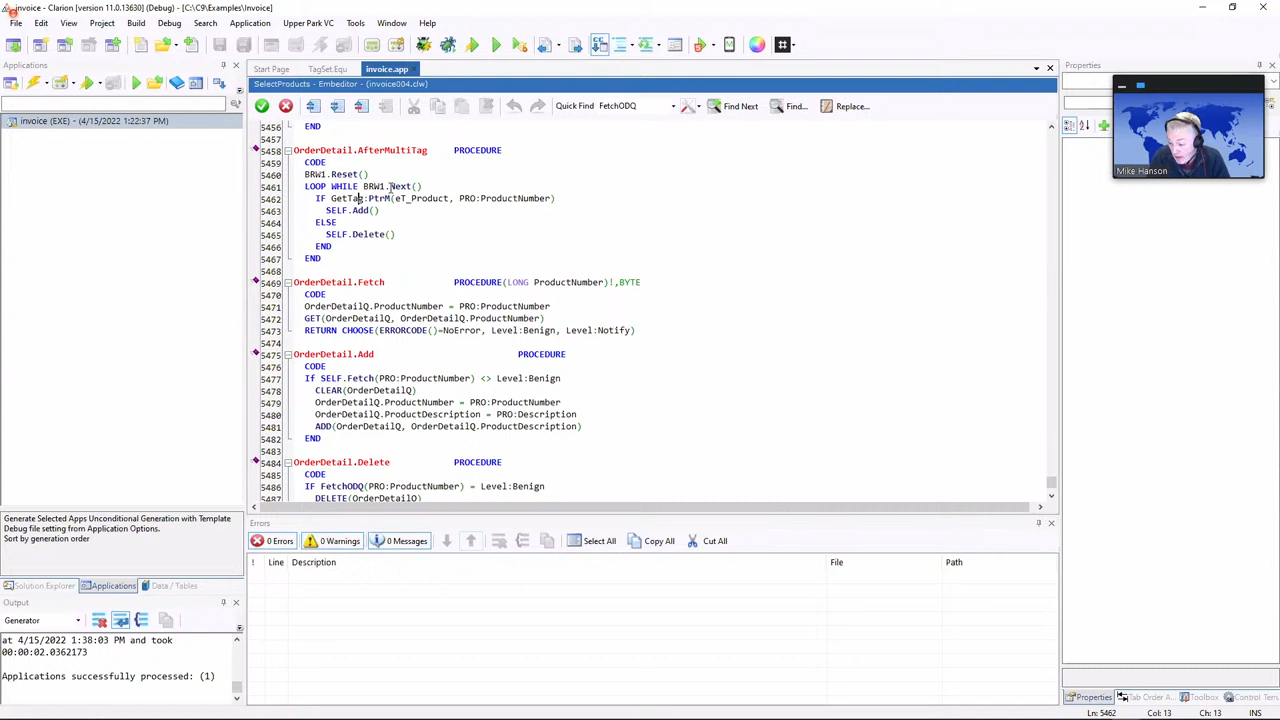 invoice - Clarion [version 11.0.13630] (Debug) - [C:\C9\Examples\Invoice]
File Edit View Project Build Debug Search Application Upper Park VC Tools Window Help
Applications
Start Page TagSet.Equ invoice.app
Properties
SelectProducts - Embeditor - (invoice004.clw)
Quick Find FetchODQ Find Next Find... Replace...
invoice (EXE) - (4/15/2022 1:22:37 PM)
Mike Hanson
5456 END
5457
5458 OrderDetail.AfterMultiTag PROCEDURE
5459 CODE
5460 BRW1.Reset()
5461 LOOP WHILE BRW1.Next()
5462 IF GetTag:PtrM(eT_Product, PRO:ProductNumber)
5463 SELF.Add()
5464 ELSE
5465 SELF.Delete()
5466 END
5467 END
5468
5469 OrderDetail.Fetch PROCEDURE(LONG ProductNumber)!,BYTE
5470 CODE
5471 OrderDetailQ.ProductNumber = PRO:ProductNumber
5472 GET(OrderDetailQ, OrderDetailQ.ProductNumber)
5473 RETURN CHOOSE(ERRORCODE()=NoError, Level:Benign, Level:Notify)
5474
5475 OrderDetail.Add PROCEDURE
5476 CODE
5477 If SELF.Fetch(PRO:ProductNumber) <> Level:Benign
5478 CLEAR(OrderDetailQ)
5479 OrderDetailQ.ProductNumber = PRO:ProductNumber
5480 OrderDetailQ.ProductDescription = PRO:Description
5481 ADD(OrderDetailQ, OrderDetailQ.ProductDescription)
5482 END
5483
5484 OrderDetail.Delete PROCEDURE
5485 CODE
5486 IF FetchODQ(PRO:ProductNumber) = Level:Benign
5487 DELETE(OrderDetailQ)
Generate Selected Apps Unconditional Generation with Template
Debug file setting from Application Options.
Sort by generation order
Errors
0 Errors 0 Warnings 0 Messages Select All Copy All Cut All
! Line Description File Path
Solution Explorer Applications Data / Tables
Output
Generator
at 4/15/2022 1:38:03 PM and took
00:00:02.0362173
Applications successfully processed: (1)
Properties Tab Order A... Toolbox Control Tem...
Ln: 5462 Col: 13 Ch: 13 INS